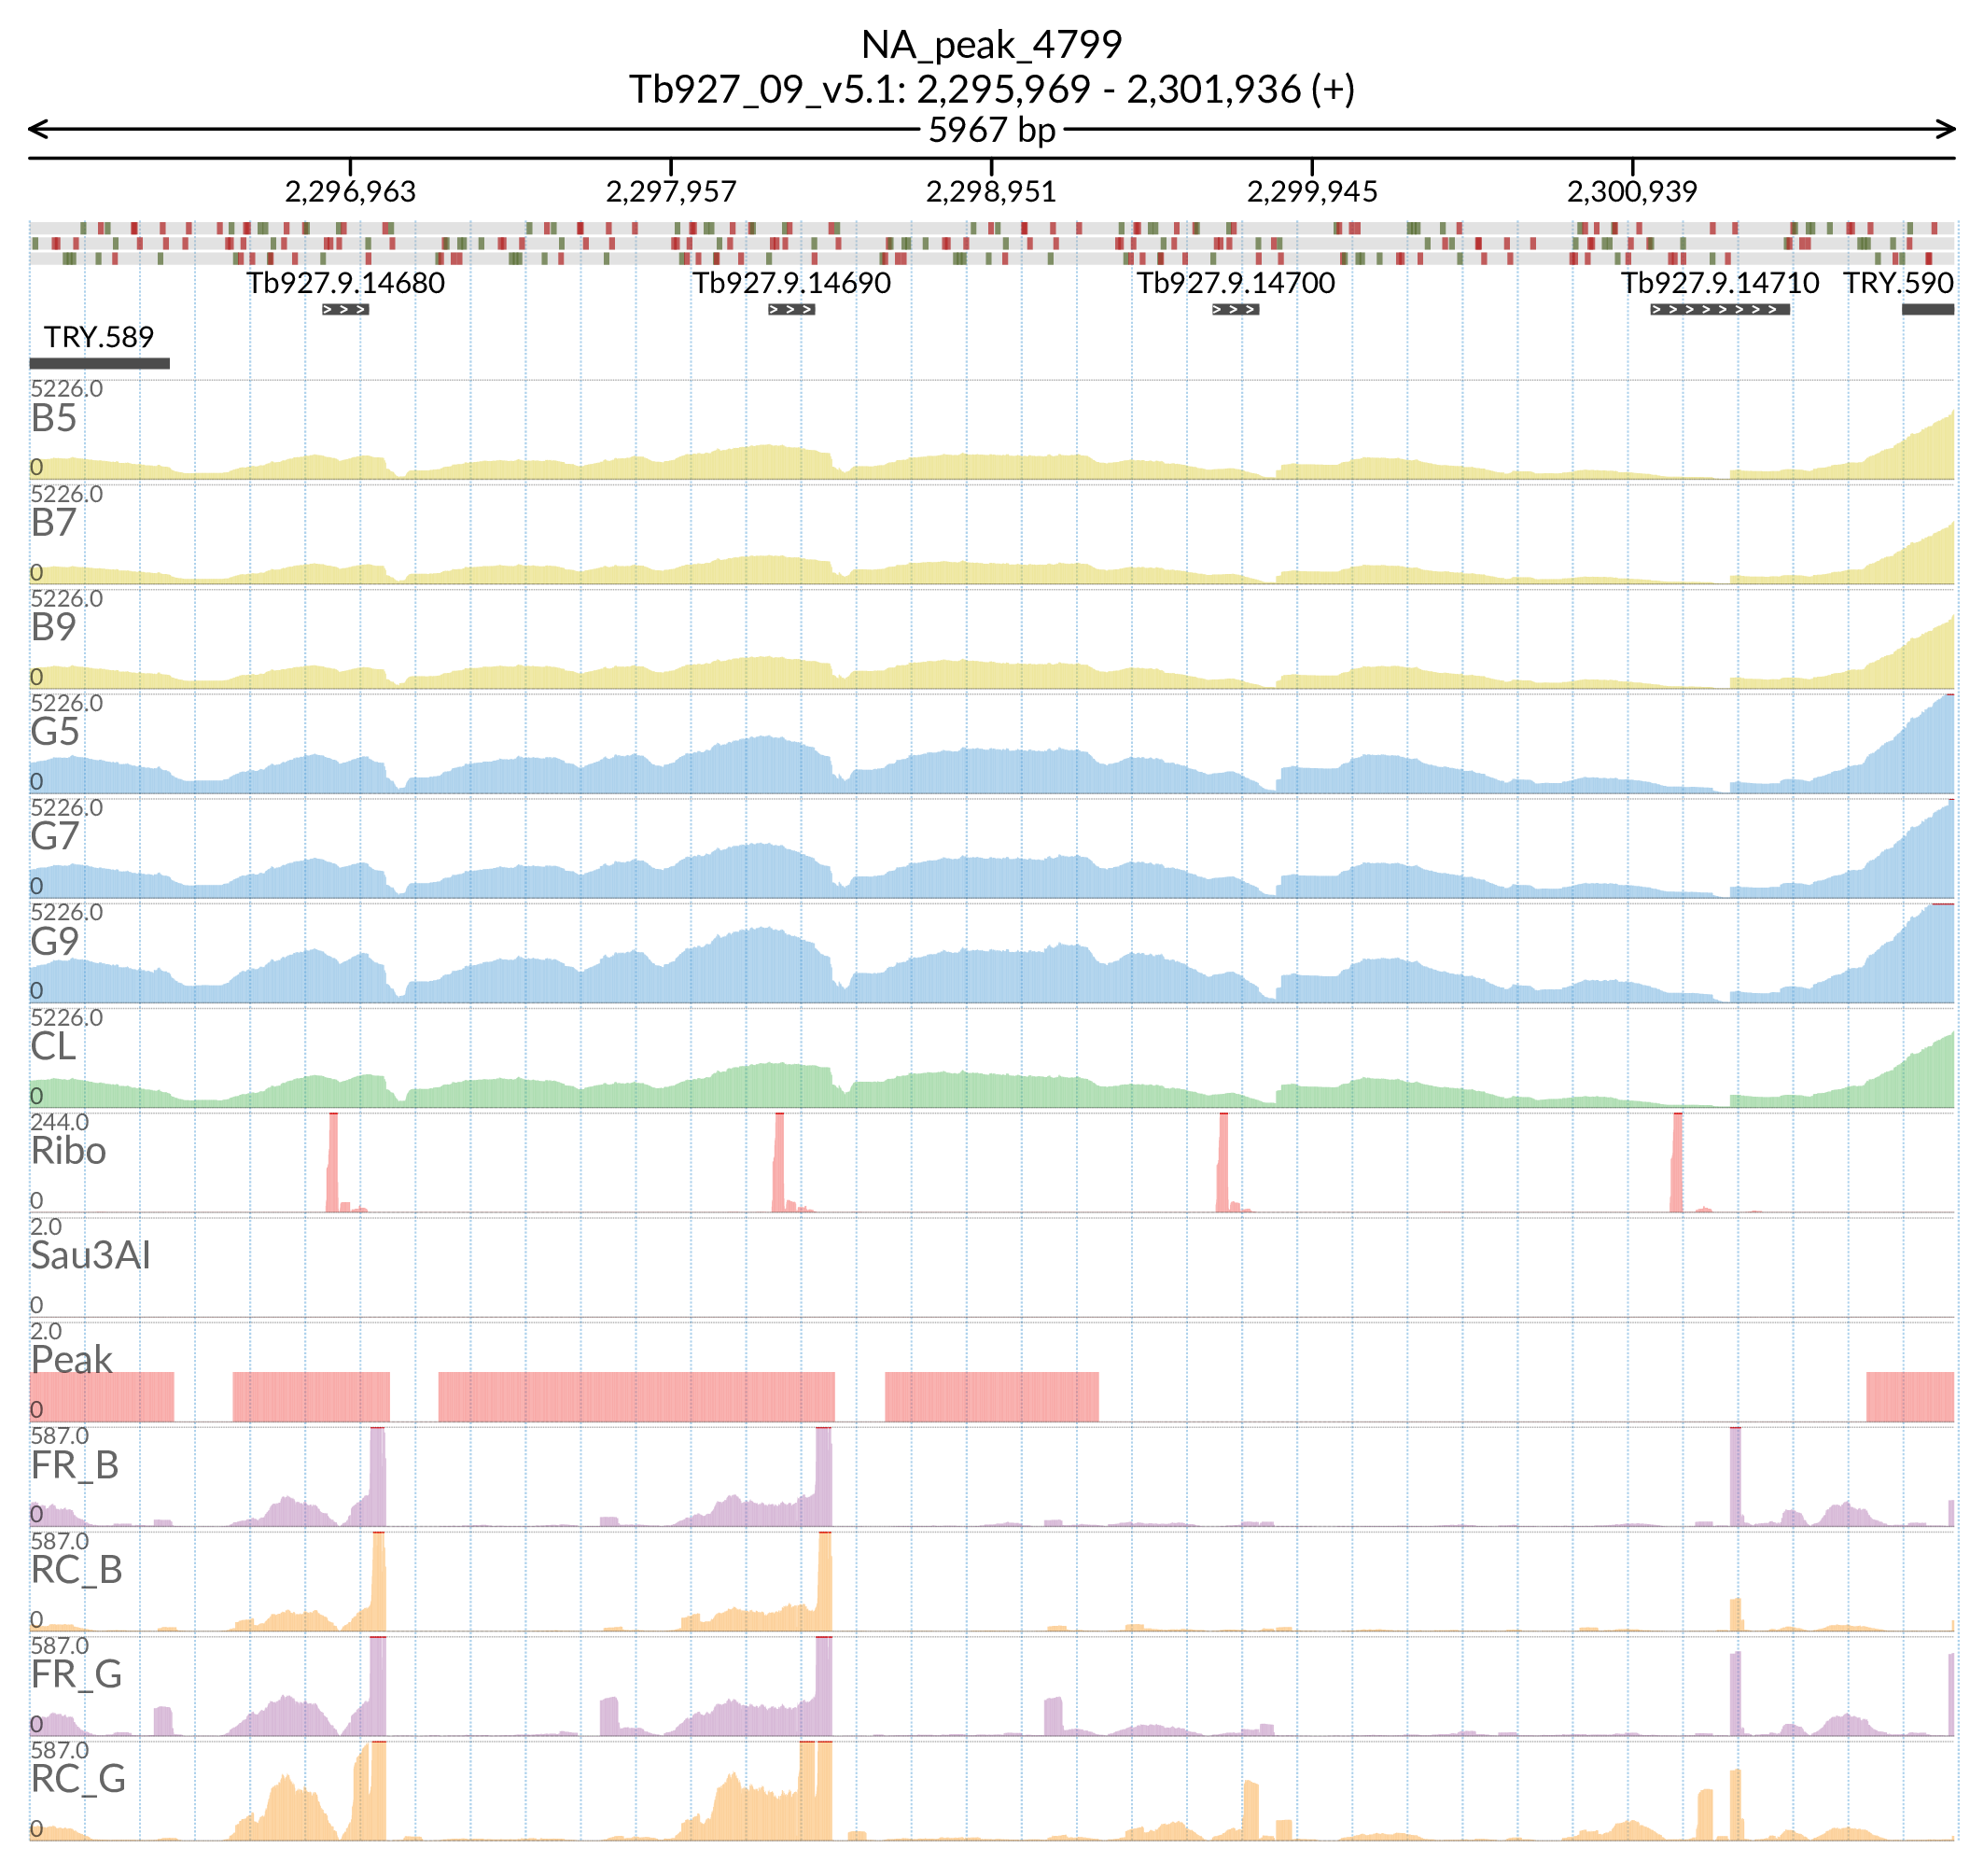 NA_peak_4799
Tb927_09_v5.1: 2,295,969 - 2,301,936 (+)
5967 bp
2,296,963 2,297,957 2,298,951 2,299,945 2,300,939
Tb927.9.14680 Tb927.9.14690 Tb927.9.14700 Tb927.9.14710 TRY.590
TRY.589
5226.0
B5
0
5226.0
B7
0
5226.0
B9
0
5226.0
G5
0
5226.0
G7
0
5226.0
G9
0
5226.0
CL
0
244.0
Ribo
0
2.0
Sau3AI
0
2.0
Peak
0
587.0
FR_B
0
587.0
RC_B
0
587.0
FR_G
0
587.0
RC_G
0